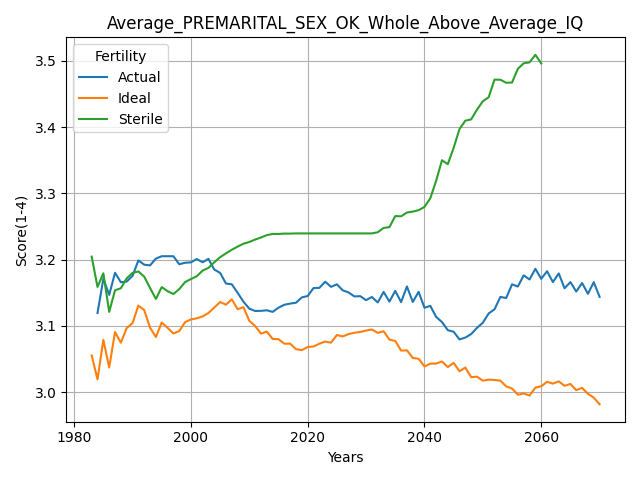 Average_PREMARITAL_SEX_OK_Whole_Above_Average_IQ
Fertility
Actual
Ideal
Sterile
3.5
3.4
3.3
3.2
3.1
3.0
Score(1-4)
1980
2000
2020
2040
2060
Years